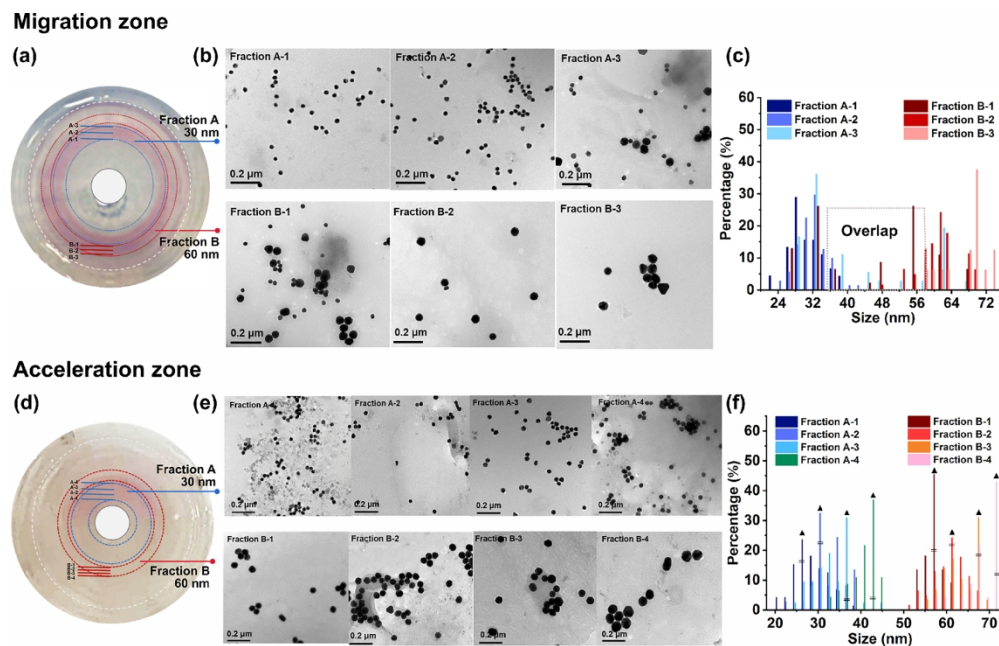 Migration zone
(a)
A-3
A-2
A-1
Fraction A
30 nm
Fraction B
60 nm
B-1
B-2
B-3
(b)
Fraction A-1
0.2 µm
Fraction A-2
0.2 µm
Fraction A-3
0.2 µm
Fraction B-1
0.2 µm
Fraction B-2
0.2 µm
Fraction B-3
0.2 µm
(c)
Percentage (%)
60
50
40
30
20
10
0
Fraction A-1
Fraction A-2
Fraction A-3
Fraction B-1
Fraction B-2
Fraction B-3
Overlap
24 32 40 48 56 64 72
Size (nm)
Acceleration zone
(d)
A-4
A-3
A-2
Fraction A
30 nm
Fraction B
60 nm
B-4
(e)
Fraction A-1
0.2 µm
Fraction A-2
0.2 µm
Fraction A-3
0.2 µm
Fraction A-4
0.2 µm
Fraction B-1
0.2 µm
Fraction B-2
0.2 µm
Fraction B-3
0.2 µm
Fraction B-4
0.2 µm
(f)
Percentage (%)
60
50
40
30
20
10
0
Fraction A-1
Fraction A-2
Fraction A-3
Fraction A-4
Fraction B-1
Fraction B-2
Fraction B-3
Fraction B-4
20 30 40 50 60 70
Size (nm)